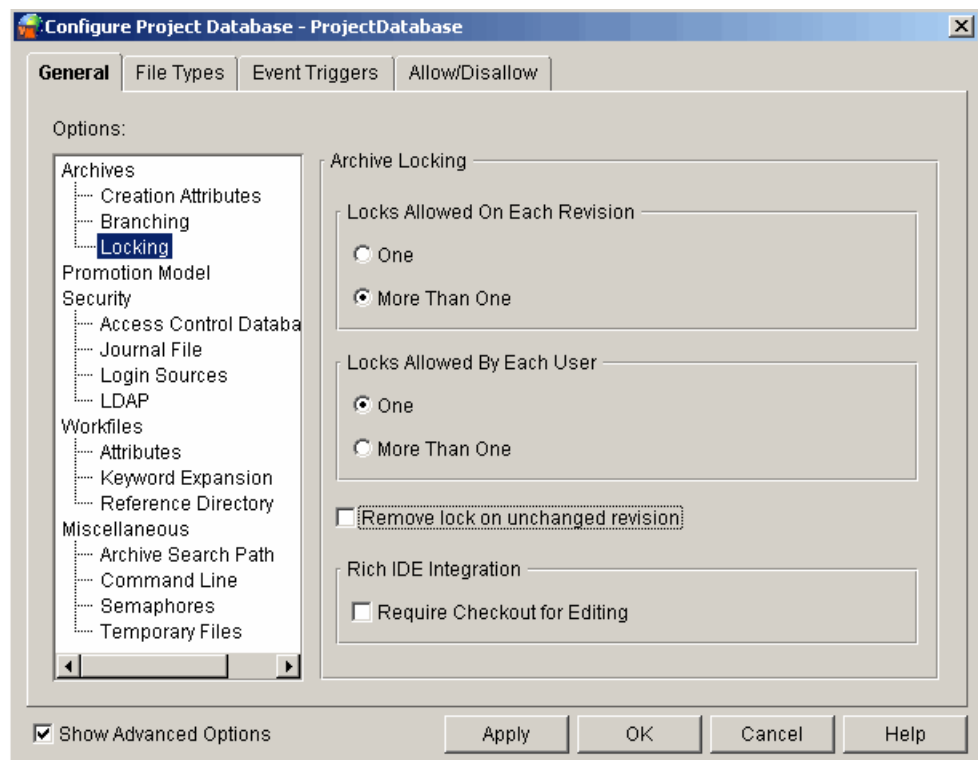 Configure Project Database - ProjectDatabase
General File Types Event Triggers Allow/Disallow
Options:
Archives
Creation Attributes
Branching
Locking
Promotion Model
Security
Access Control Databa
Journal File
Login Sources
LDAP
Workfiles
Attributes
Keyword Expansion
Reference Directory
Miscellaneous
Archive Search Path
Command Line
Semaphores
Temporary Files
Archive Locking
Locks Allowed On Each Revision
One
More Than One
Locks Allowed By Each User
One
More Than One
Remove lock on unchanged revision
Rich IDE Integration
Require Checkout for Editing
Show Advanced Options
Apply OK Cancel Help